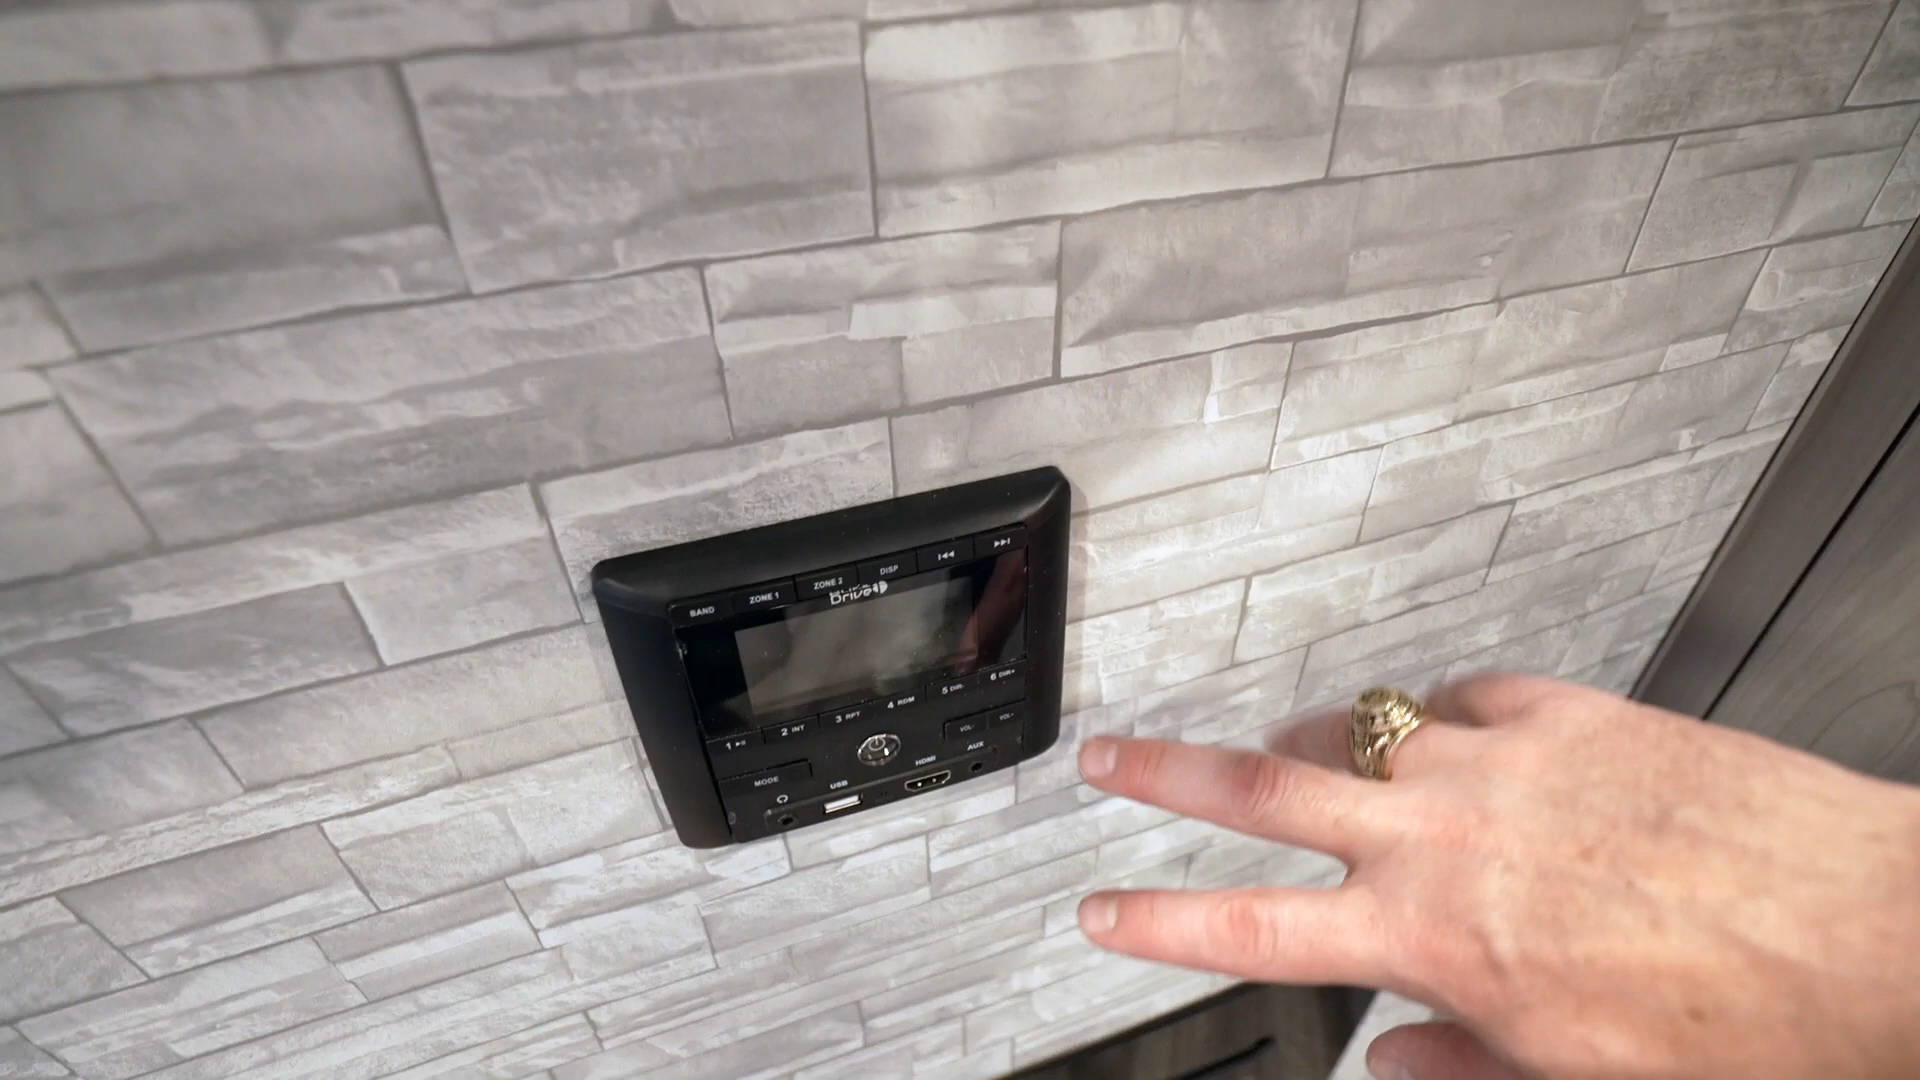 BAND ZONE 1 ZONE 2 DISP
Drive
1 2 INT 3 RPT 4 RDM 5 DIR- 6 DIR+
VOL- VOL+
MODE USB HDMI AUX